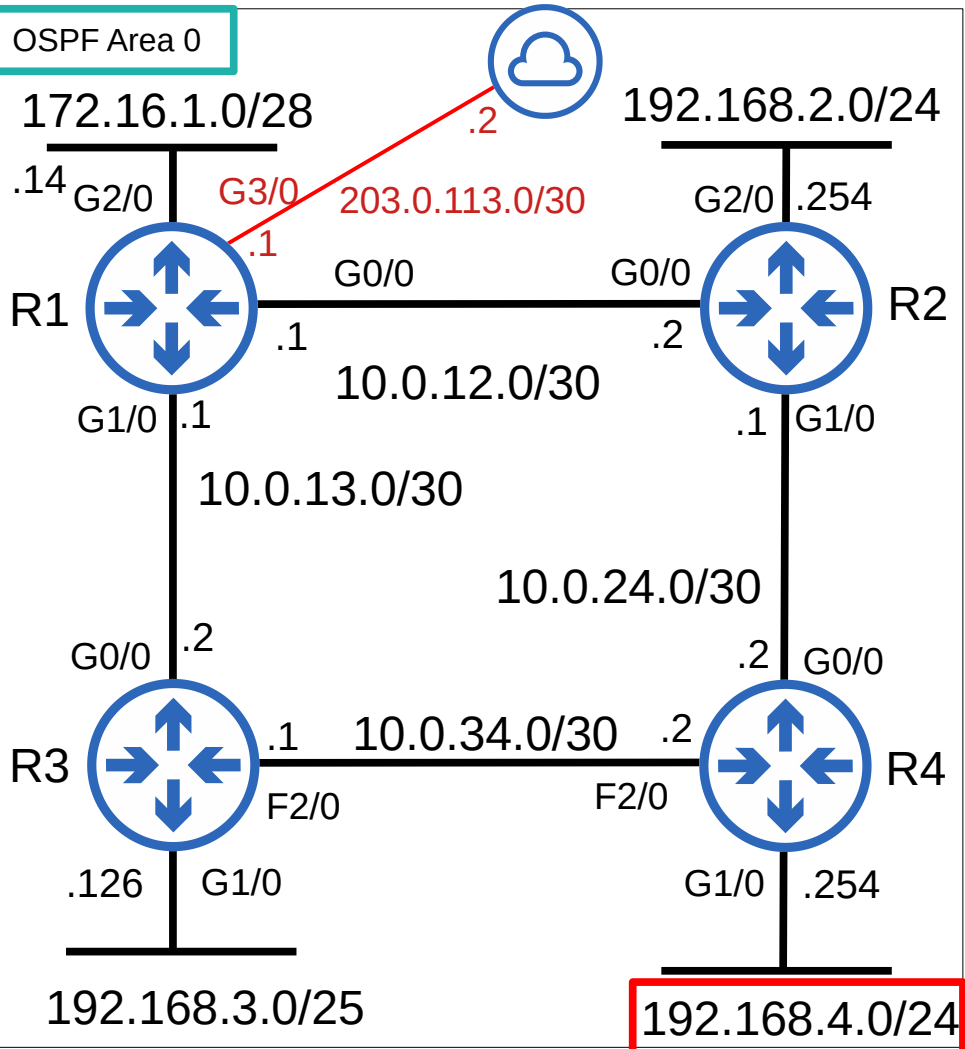 OSPF Area 0
172.16.1.0/28
192.168.2.0/24
.2
.14
G2/0
G3/0
203.0.113.0/30
G2/0
.254
.1
R1
G0/0
G0/0
R2
.1
.2
10.0.12.0/30
G1/0
.1
.1
G1/0
10.0.13.0/30
10.0.24.0/30
G0/0
.2
.2
G0/0
R3
.1
10.0.34.0/30
.2
R4
F2/0
F2/0
.126
G1/0
G1/0
.254
192.168.3.0/25
192.168.4.0/24